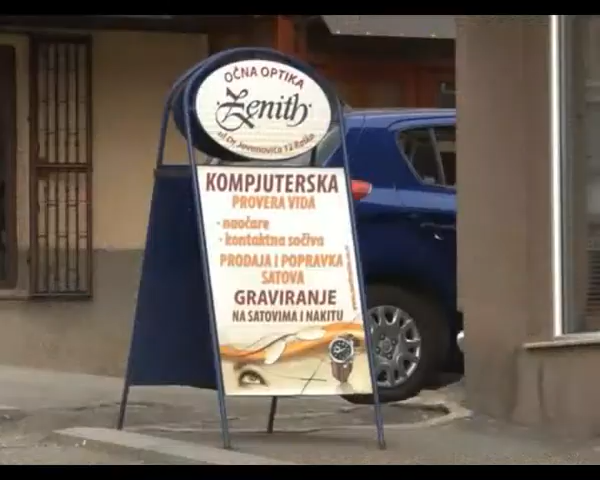 OČNA OPTIKA
Zenith
KOMPJUTERSKA
PROVERA VIDA
- naočare
- kontaktna sočiva
PRODAJA I POPRAVKA
SATOVA
GRAVIRANJE
NA SATOVIMA I NAKITU